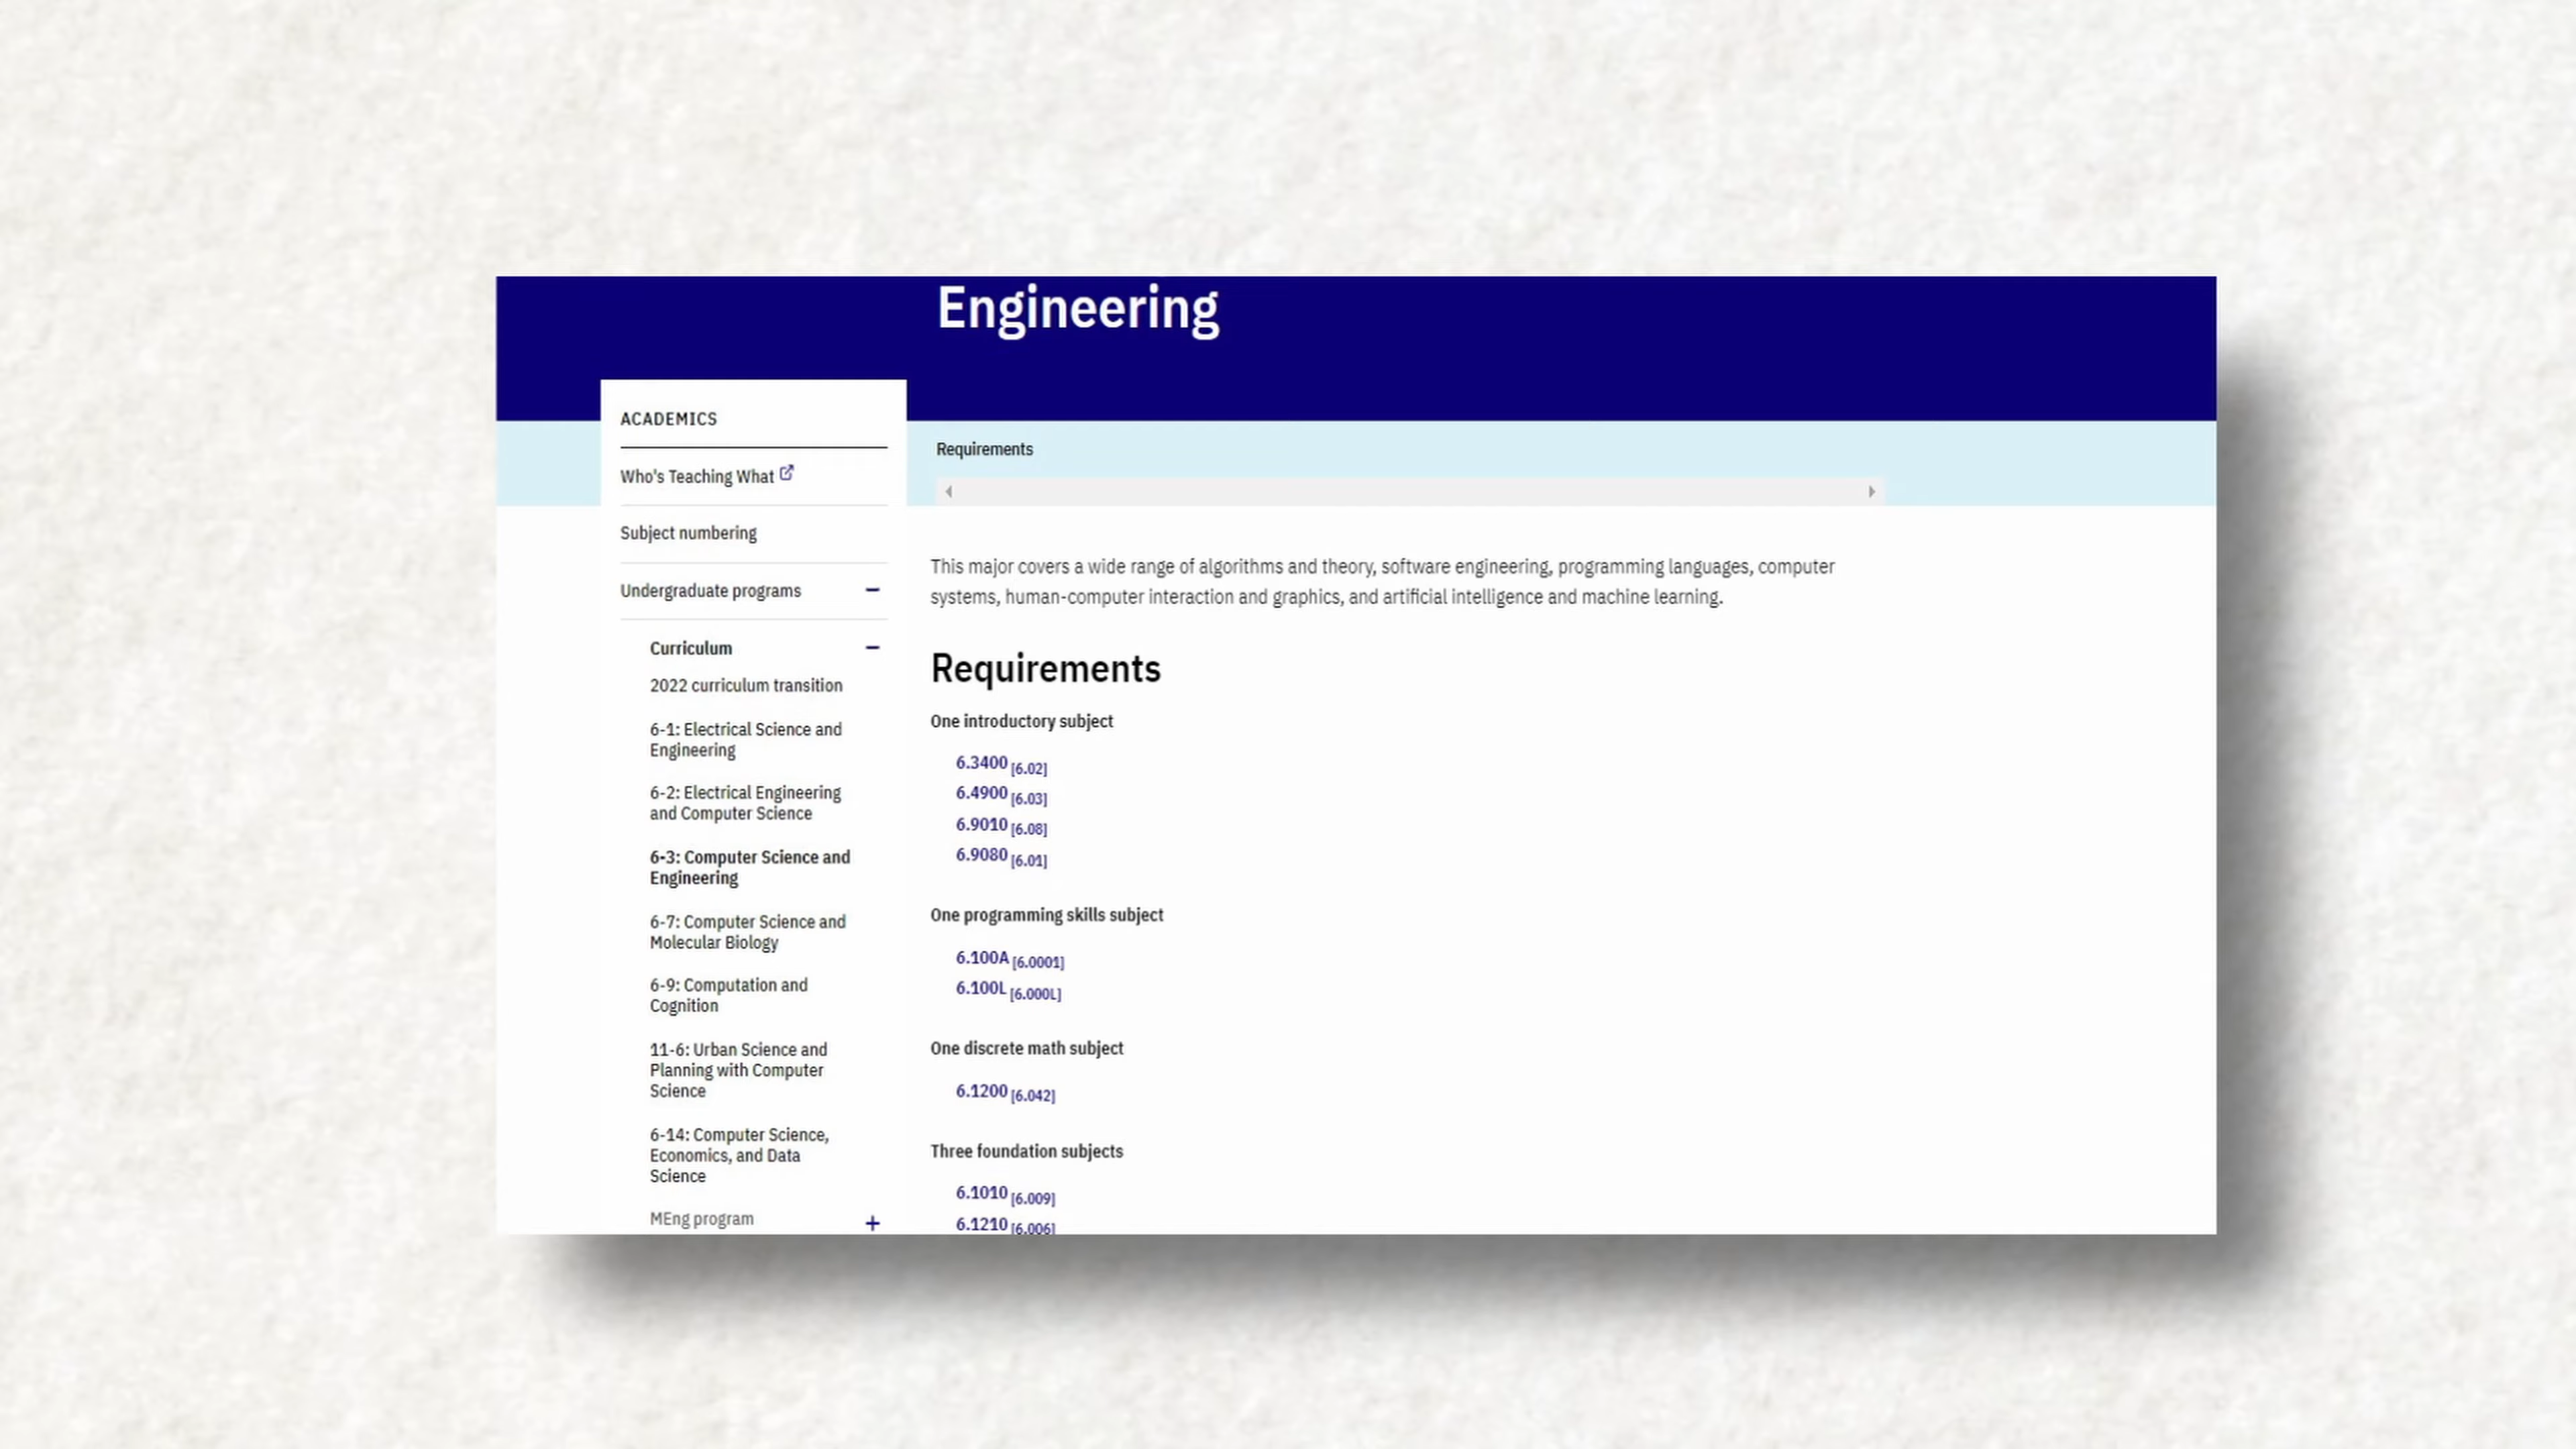 Engineering
ACADEMICS
Who's Teaching What
Subject numbering
Undergraduate programs
Curriculum
2022 curriculum transition
6-1: Electrical Science and
Engineering
6-2: Electrical Engineering
and Computer Science
6-3: Computer Science and
Engineering
6-7: Computer Science and
Molecular Biology
6-9: Computation and
Cognition
11-6: Urban Science and
Planning with Computer
Science
6-14: Computer Science,
Economics, and Data
Science
MEng program
Requirements
This major covers a wide range of algorithms and theory, software engineering, programming languages, computer
systems, human-computer interaction and graphics, and artificial intelligence and machine learning.
Requirements
One introductory subject
6.3400 [6.02]
6.4900 [6.03]
6.9010 [6.08]
6.9080 [6.01]
One programming skills subject
6.100A [6.0001]
6.100L [6.000L]
One discrete math subject
6.1200 [6.042]
Three foundation subjects
6.1010 [6.009]
6.1210 [6.006]